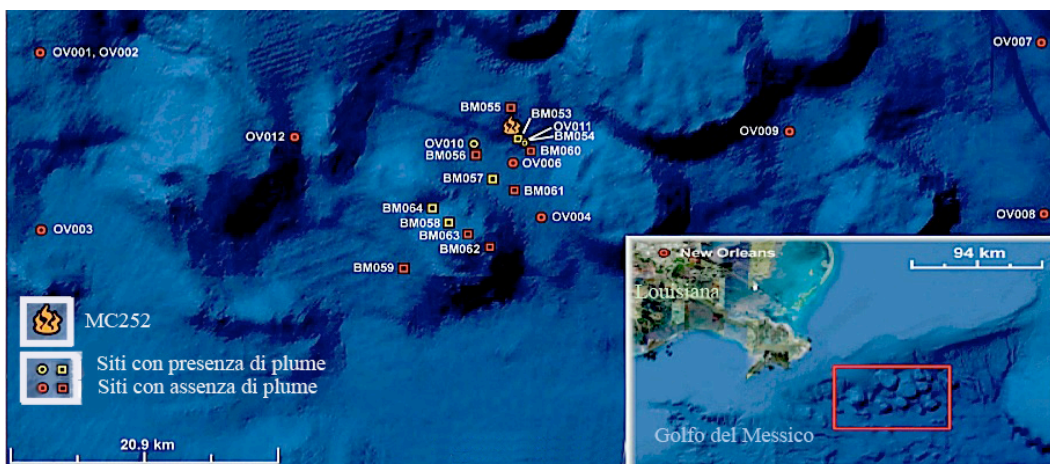 OV001, OV002
OV007
BM055
BM053
OV011
BM054
OV009
OV012
OV010
BM060
BM056
OV006
BM057
BM061
BM064
OV004
OV008
BM058
OV003
BM063
BM062
BM059
New Orleans
94 km
Louisiana
MC252
Siti con presenza di plume
Siti con assenza di plume
Golfo del Messico
20.9 km